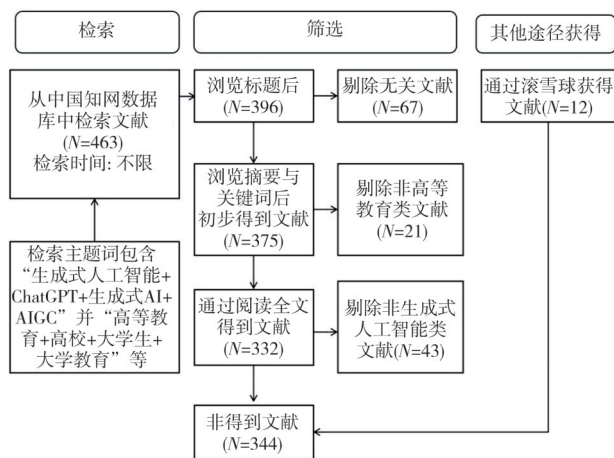 检索
筛选
其他途径获得
从中国知网数据
库中检索文献
(N=463)
检索时间: 不限
检索主题词包含
“生成式人工智能+
ChatGPT+生成式AI+
AIGC”并“高等教
育+高校+大学生+
大学教育”等
浏览标题后
(N=396)
剔除无关文献
(N=67)
浏览摘要与
关键词后
初步得到文献
(N=375)
剔除非高等
教育类文献
(N=21)
通过阅读全文
得到文献
(N=332)
剔除非生成式
人工智能类
文献(N=43)
非得到文献
(N=344)
通过滚雪球获得
文献(N=12)